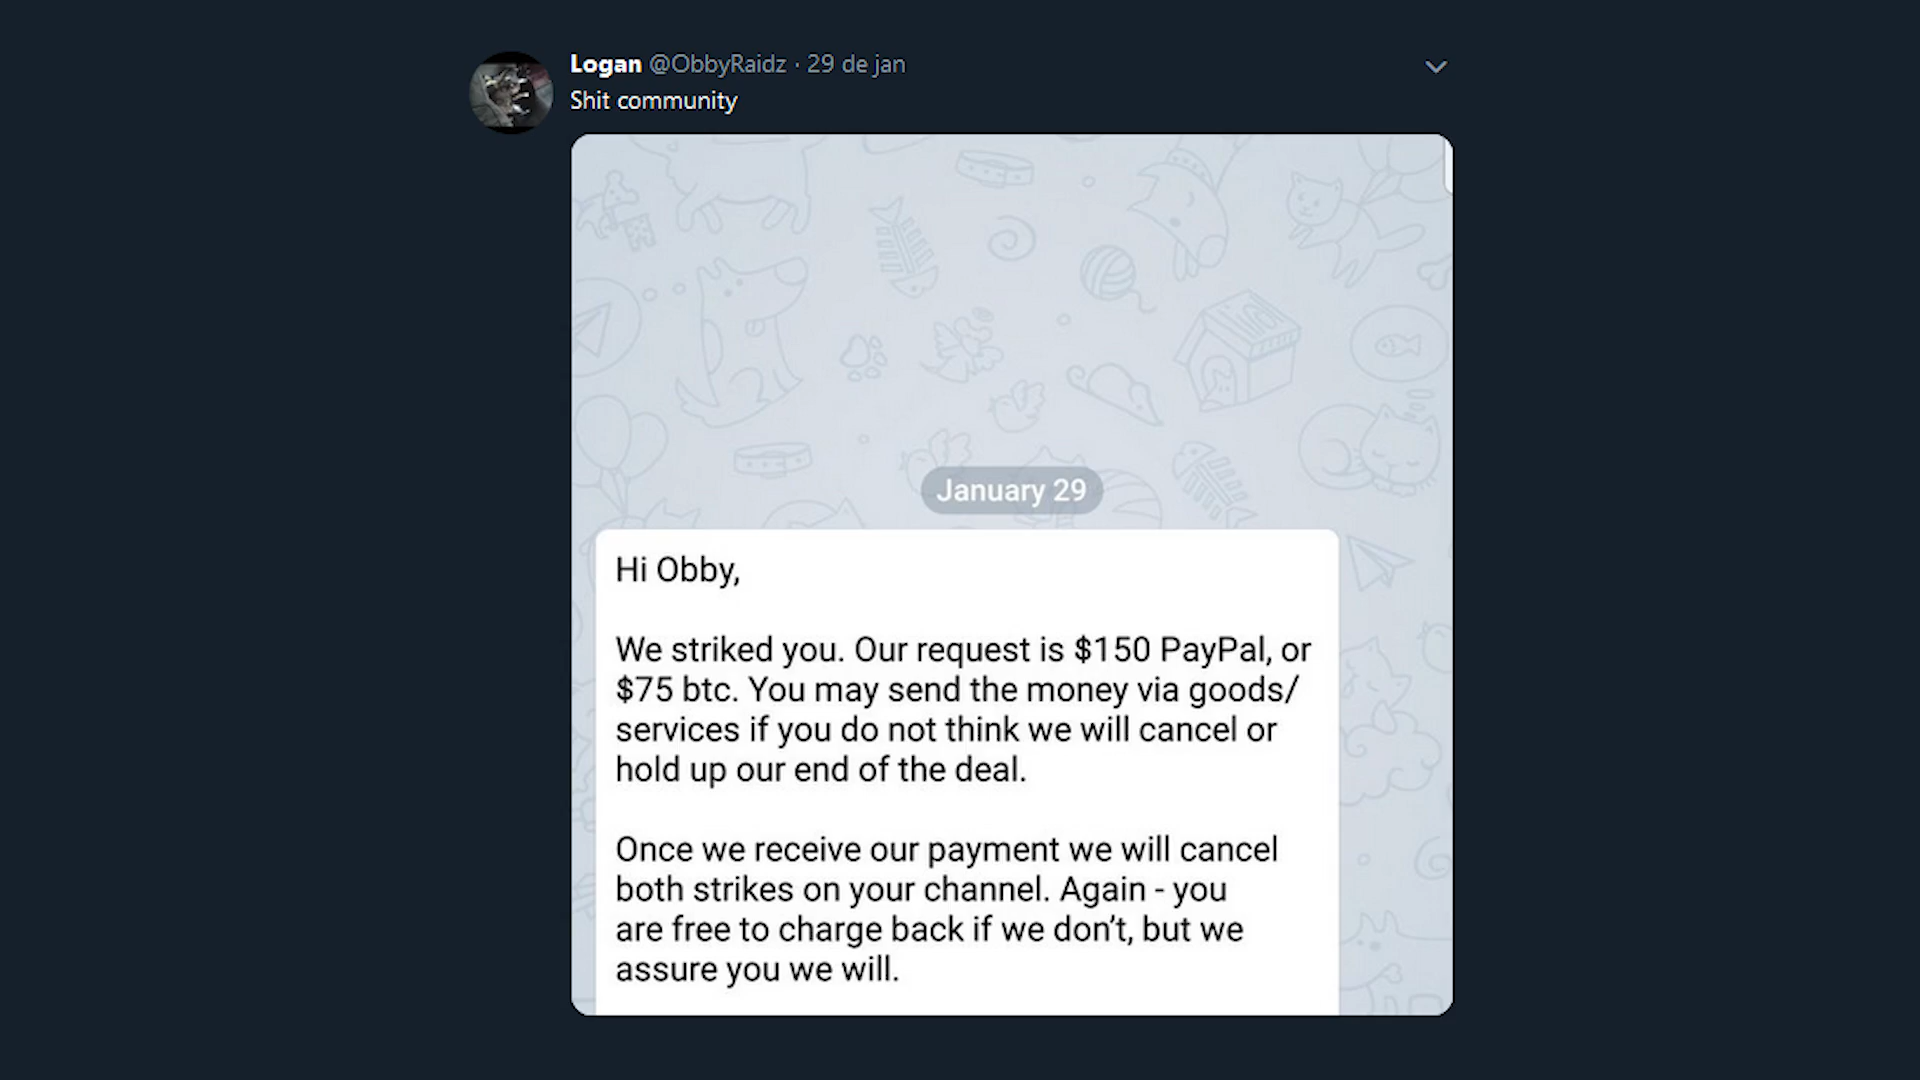 Logan @ObbyRaidz · 29 de jan
Shit community
January 29
Hi Obby,
We striked you. Our request is $150 PayPal, or
$75 btc. You may send the money via goods/
services if you do not think we will cancel or
hold up our end of the deal.
Once we receive our payment we will cancel
both strikes on your channel. Again - you
are free to charge back if we don’t, but we
assure you we will.